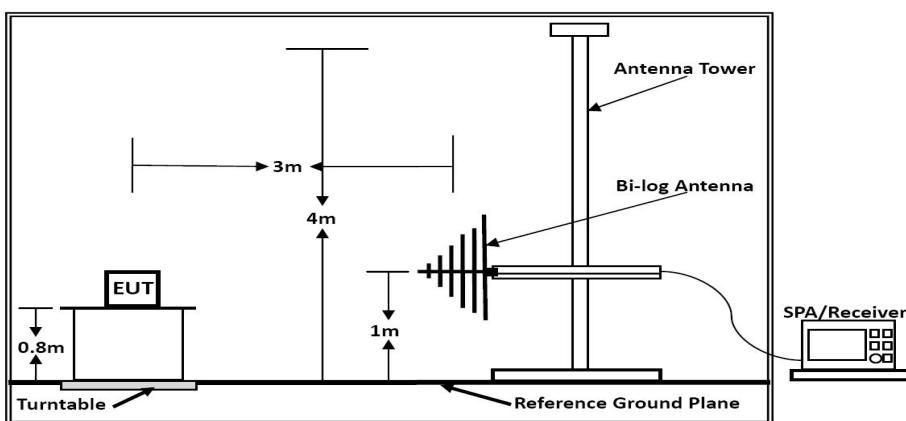 Antenna Tower
3m
Bi-log Antenna
4m
EUT
SPA/Receiver
1m
0.8m
Turntable
Reference Ground Plane